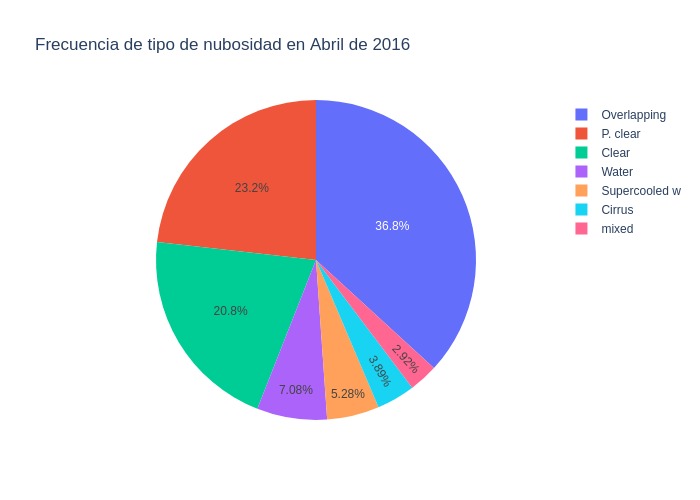 Frecuencia de tipo de nubosidad en Abril de 2016
Overlapping
P. clear
Clear
Water
Supercooled w
Cirrus
mixed
36.8%
23.2%
20.8%
7.08%
5.28%
3.89%
2.92%